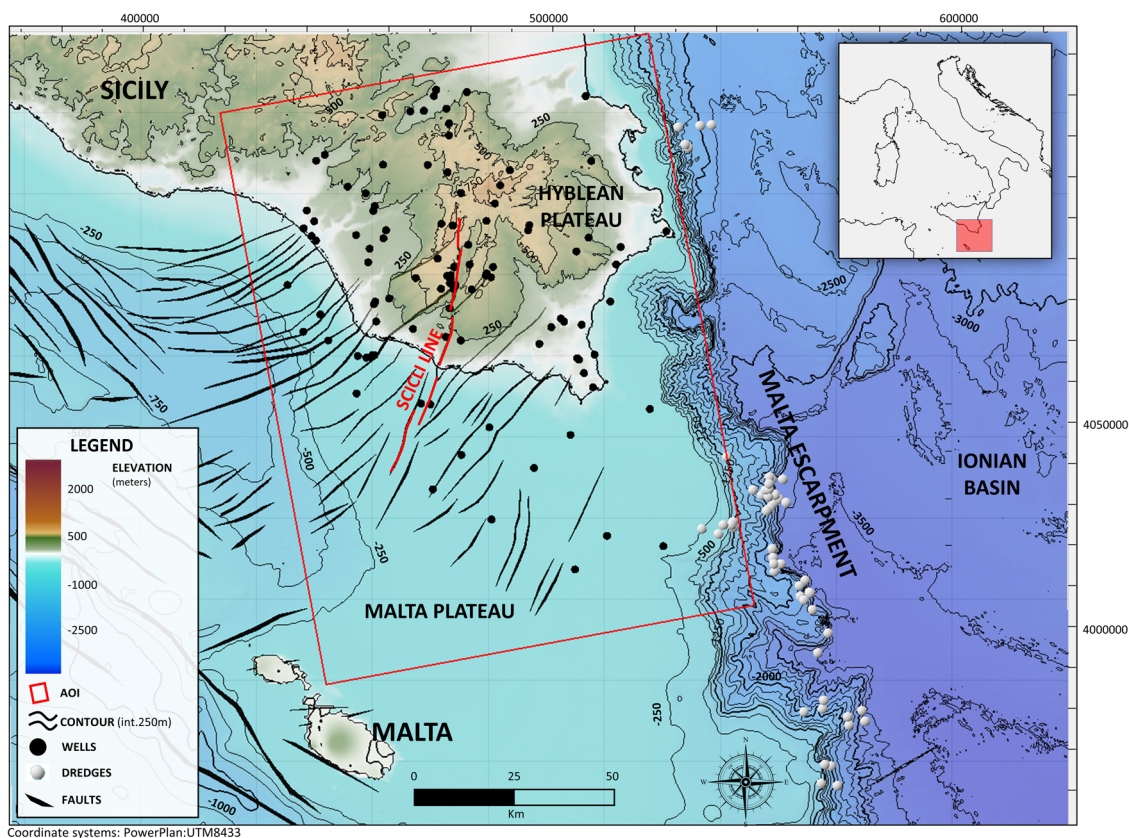 400000
500000
600000
SICILY
500
250
500
750
HYBLEAN
PLATEAU
-500
250
250
-250
-2500
-3000
SCICLI LINE
-750
-500
MALTA ESCARPMENT
4050000
IONIAN
BASIN
-3500
LEGEND
ELEVATION
(meters)
2000
500
-1000
-2500
AOI
CONTOUR (int.250m)
WELLS
DREDGES
FAULTS
-250
-500
MALTA PLATEAU
4000000
-2000
-250
MALTA
-1000
0 25 50
Km
N
W E
S
Coordinate systems: PowerPlan:UTM8433